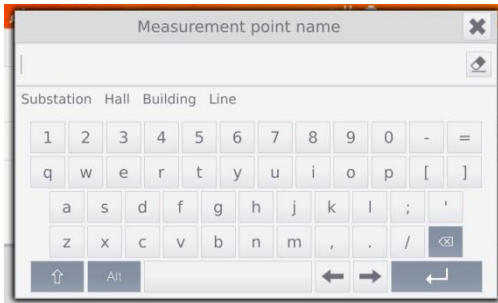 Measurement point name
Substation Hall Building Line
1 2 3 4 5 6 7 8 9 0 - =
q w e r t y u i o p [ ]
a s d f g h j k l ; '
z x c v b n m , . /
Alt